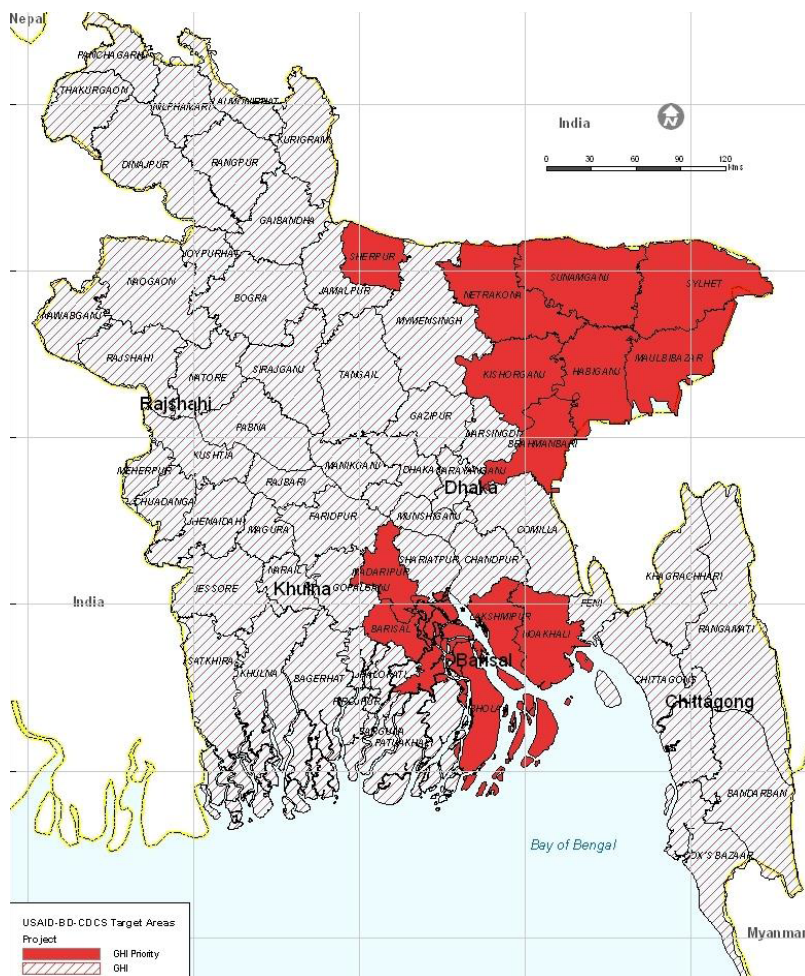 Nepal
PANCHAGARH
THAKURGAON
NILPHAMARI
LALMONIRHAT
KURIGRAM
India
N
DINAJPUR
RANGPUR
0 30 60 90 120
Kms
GAIBANDHA
JOYPURHAT
SHERPUR
NAOGAON
JAMALPUR
NETRAKONA
SUNAMGANJ
SYLHET
BOGRA
NAWABGANJ
MYMENSINGH
RAJSHAHI
NATORE
SIRAJGANJ
TANGAIL
KISHORGANJ
HABIGANJ
MAULBIBAZAR
Rajshahi
PABNA
GAZIPUR
NARSINGDI
BRAHMANBARI
KUSHTIA
MEHERPUR
MANIKGANJ
DHAKA
NARAYANGANJ
CHUADANGA
RAJBARI
Dhaka
JHENAIDAH
MAGURA
FARIDPUR
MUNSHIGANJ
COMILLA
SHARIATPUR
CHANDPUR
KHAGRACHHARI
NARAIL
MADARIPUR
India
JESSORE
Khulna
GOPALGANJ
FENI
LAKSHMIPUR
RANGAMATI
BARISAL
NOAKHALI
SATKHIRA
KHULNA
BAGERHAT
JHALOKATI
Barisal
CHITTAGONG
PIROJPUR
BHOLA
Chittagong
BARGUNA
PATUAKHALI
BANDARBAN
Bay of Bengal
COX'S BAZAAR
USAID-BD-CDCS Target Areas
Project
GHI Priority
GHI
Myanmar